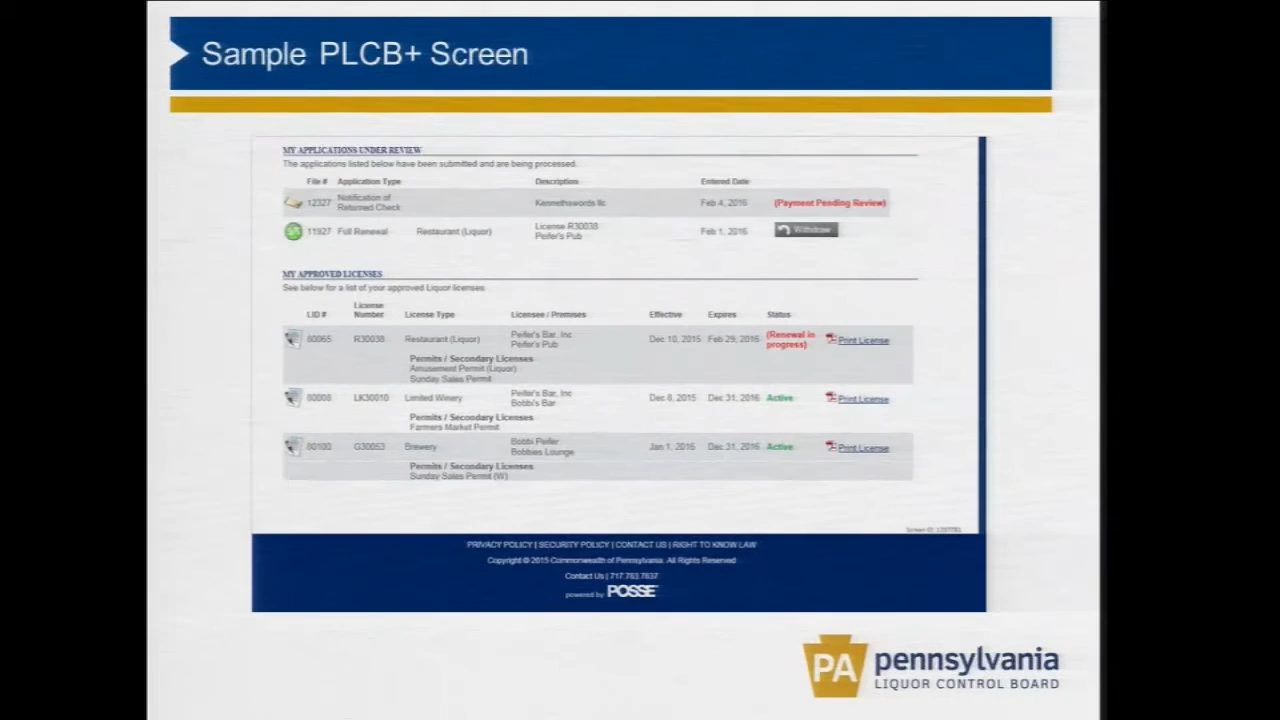 Sample PLCB+ Screen
MY APPLICATIONS UNDER REVIEW
The applications listed below have been submitted and are being processed.
File # Application Type Description Entered Date
12327 Notification of Returned Check Kennethswords llc Feb 4, 2016 (Payment Pending Review)
11927 Full Renewal Restaurant (Liquor) License R30038 Peifer's Pub Feb 1, 2016 Withdraw
MY APPROVED LICENSES
See below for a list of your approved Liquor licenses.
LID # License Number License Type Licensee / Premises Effective Expires Status
80065 R30038 Restaurant (Liquor) Peifer's Bar, Inc Peifer's Pub Dec 10, 2015 Feb 29, 2016 (Renewal in progress) Print License
Permits / Secondary Licenses
Amusement Permit (Liquor)
Sunday Sales Permit
80008 LK30010 Limited Winery Peifer's Bar, Inc Bobbi's Bar Dec 8, 2015 Dec 31, 2016 Active Print License
Permits / Secondary Licenses
Farmers Market Permit
80100 G30053 Brewery Bobbi Peifer Bobbies Lounge Jan 1, 2016 Dec 31, 2016 Active Print License
Permits / Secondary Licenses
Sunday Sales Permit (W)
PRIVACY POLICY | SECURITY POLICY | CONTACT US | RIGHT TO KNOW LAW
Copyright © 2015 Commonwealth of Pennsylvania. All Rights Reserved
Contact Us | 717.783.7637
powered by POSSE
PA pennsylvania
LIQUOR CONTROL BOARD